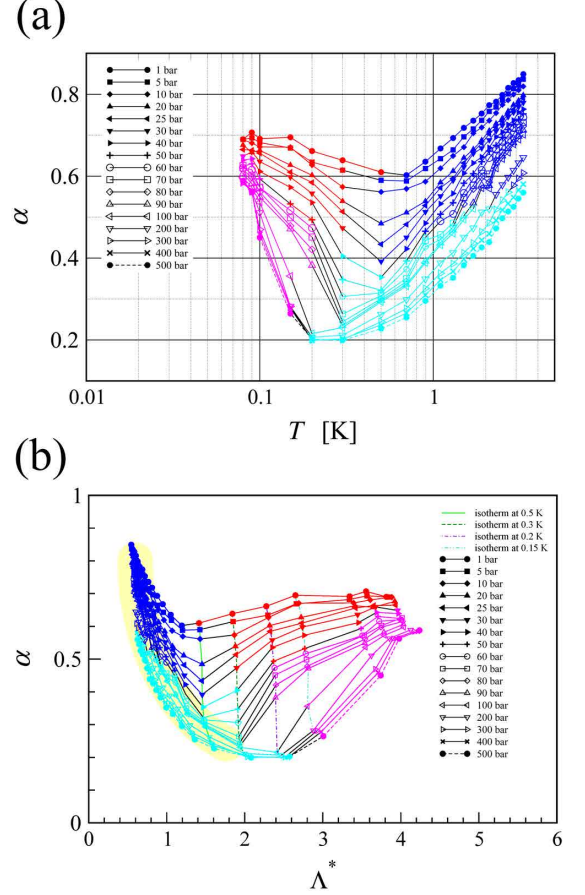 (a)
1 bar
5 bar
10 bar
20 bar
25 bar
30 bar
40 bar
50 bar
60 bar
70 bar
80 bar
90 bar
100 bar
200 bar
300 bar
400 bar
500 bar
0.8
0.6
0.4
0.2
α
0.01 0.1 1
T [K]
(b)
isotherm at 0.5 K
isotherm at 0.3 K
isotherm at 0.2 K
isotherm at 0.15 K
1 bar
5 bar
10 bar
20 bar
25 bar
30 bar
40 bar
50 bar
60 bar
70 bar
80 bar
90 bar
100 bar
200 bar
300 bar
400 bar
500 bar
1
0.5
0
α
0 1 2 3 4 5 6
Λ*